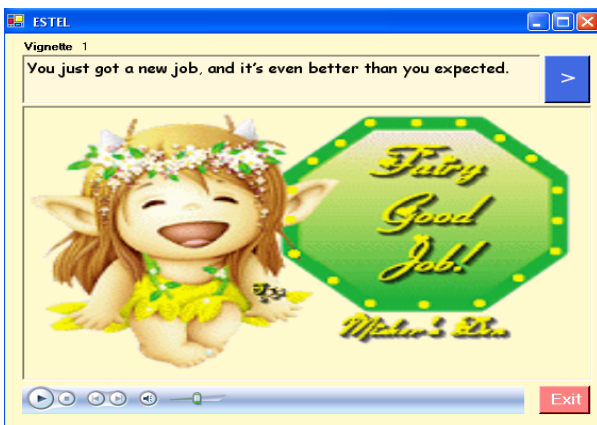 ESTEL
Vignette 1
You just got a new job, and it's even better than you expected.
>
Fairy
Good
Job!
Exit